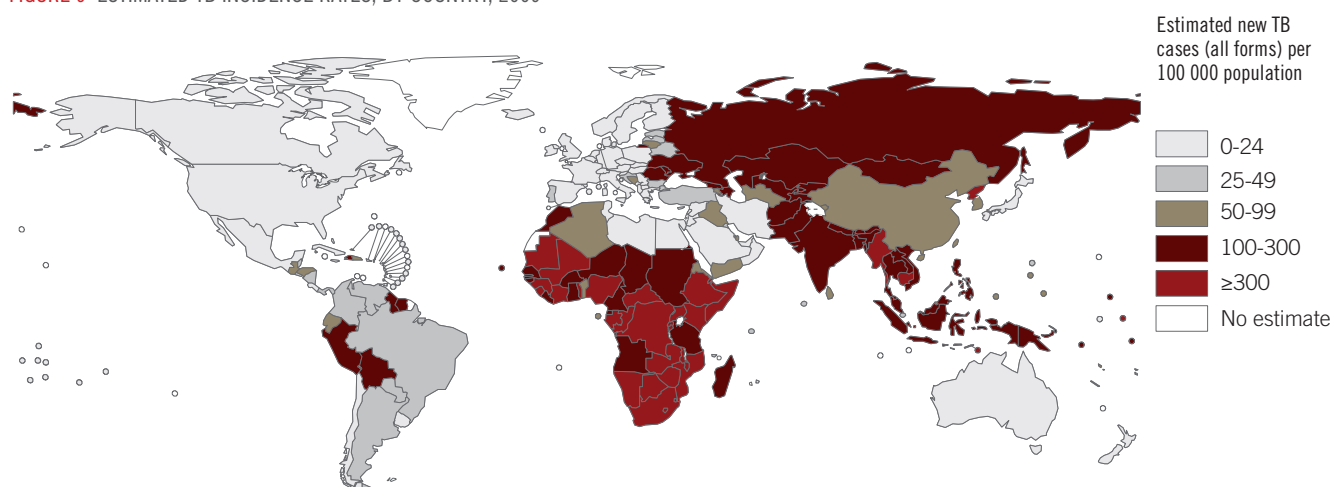 Estimated new TB
cases (all forms) per
100 000 population
0-24
25-49
50-99
100-300
≥300
No estimate